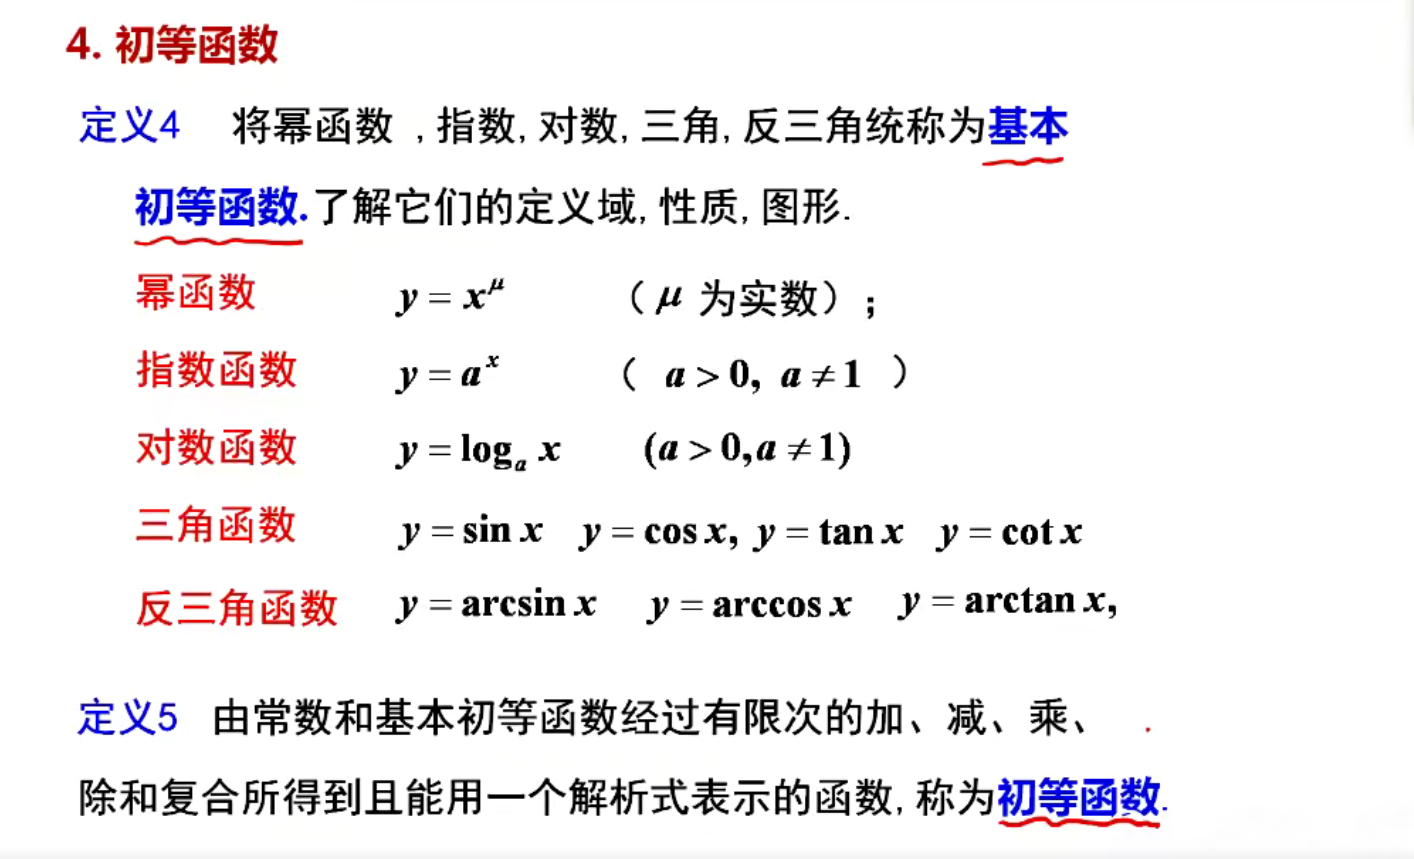 4. 初等函数
定义4 将幂函数 , 指数, 对数, 三角, 反三角统称为基本
初等函数.了解它们的定义域, 性质, 图形.
幂函数 y = x^μ （ μ 为实数）;
指数函数 y = a^x （ a > 0, a ≠ 1 ）
对数函数 y = log_a x (a > 0, a ≠ 1)
三角函数 y = sin x y = cos x, y = tan x y = cot x
反三角函数 y = arcsin x y = arccos x y = arctan x,
定义5 由常数和基本初等函数经过有限次的加、减、乘、
除和复合所得到且能用一个解析式表示的函数, 称为初等函数.